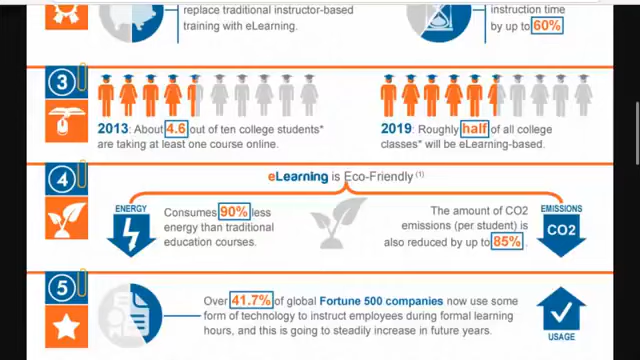 replace traditional instructor-based
training with eLearning.
instruction time
by up to 60%
3
2013: About 4.6 out of ten college students*
are taking at least one course online.
2019: Roughly half of all college
classes* will be eLearning-based.
4
eLearning is Eco-Friendly (1)
ENERGY
Consumes 90% less
energy than traditional
education courses.
The amount of CO2
emissions (per student) is
also reduced by up to 85%.
EMISSIONS
CO2
5
Over 41.7% of global Fortune 500 companies now use some
form of technology to instruct employees during formal learning
hours, and this is going to steadily increase in future years.
USAGE